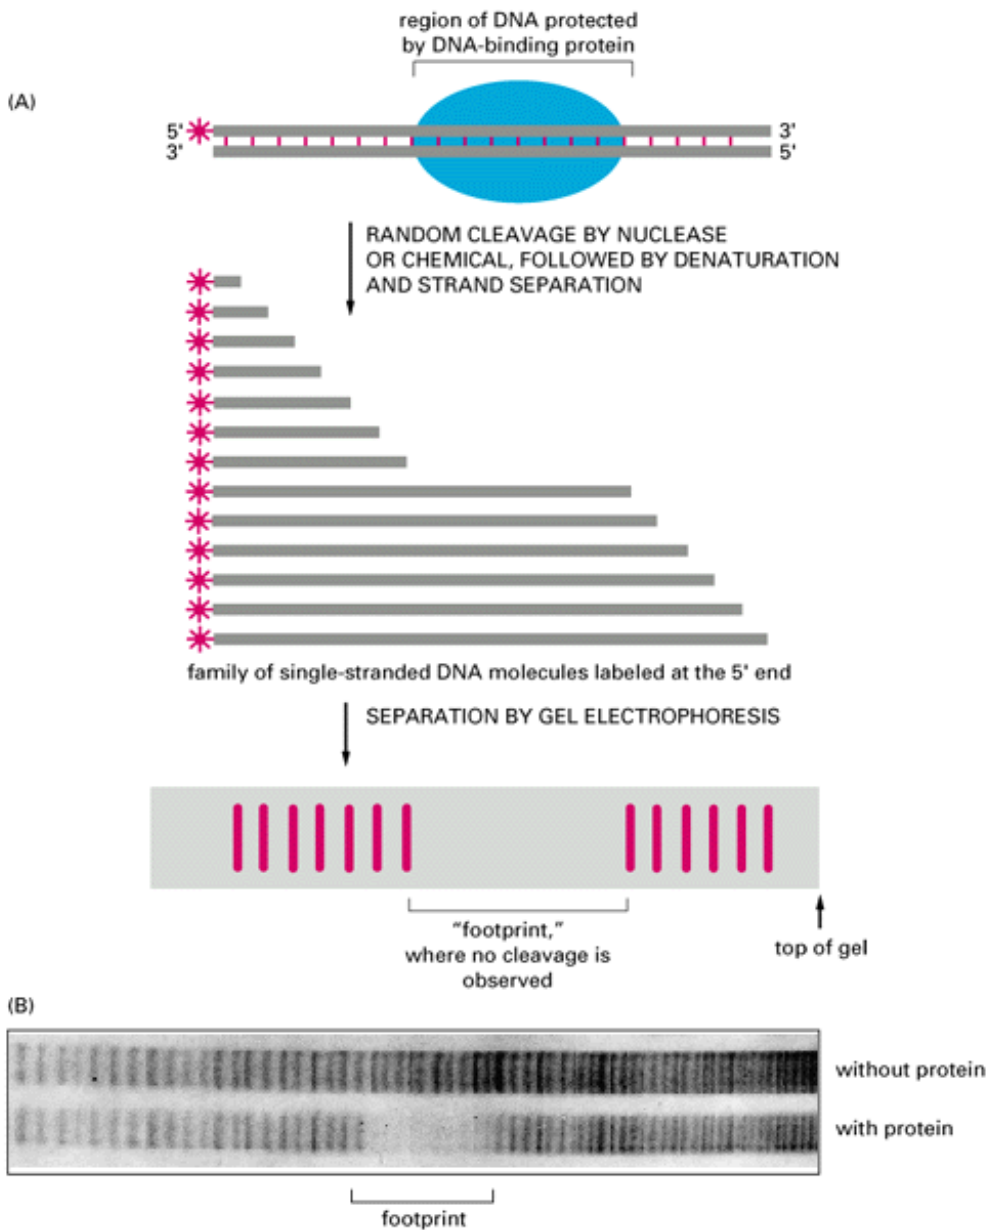 region of DNA protected
by DNA-binding protein
(A)
5' 3'
3' 5'
RANDOM CLEAVAGE BY NUCLEASE
OR CHEMICAL, FOLLOWED BY DENATURATION
AND STRAND SEPARATION
family of single-stranded DNA molecules labeled at the 5' end
SEPARATION BY GEL ELECTROPHORESIS
“footprint,”
where no cleavage is
observed
top of gel
(B)
without protein
with protein
footprint